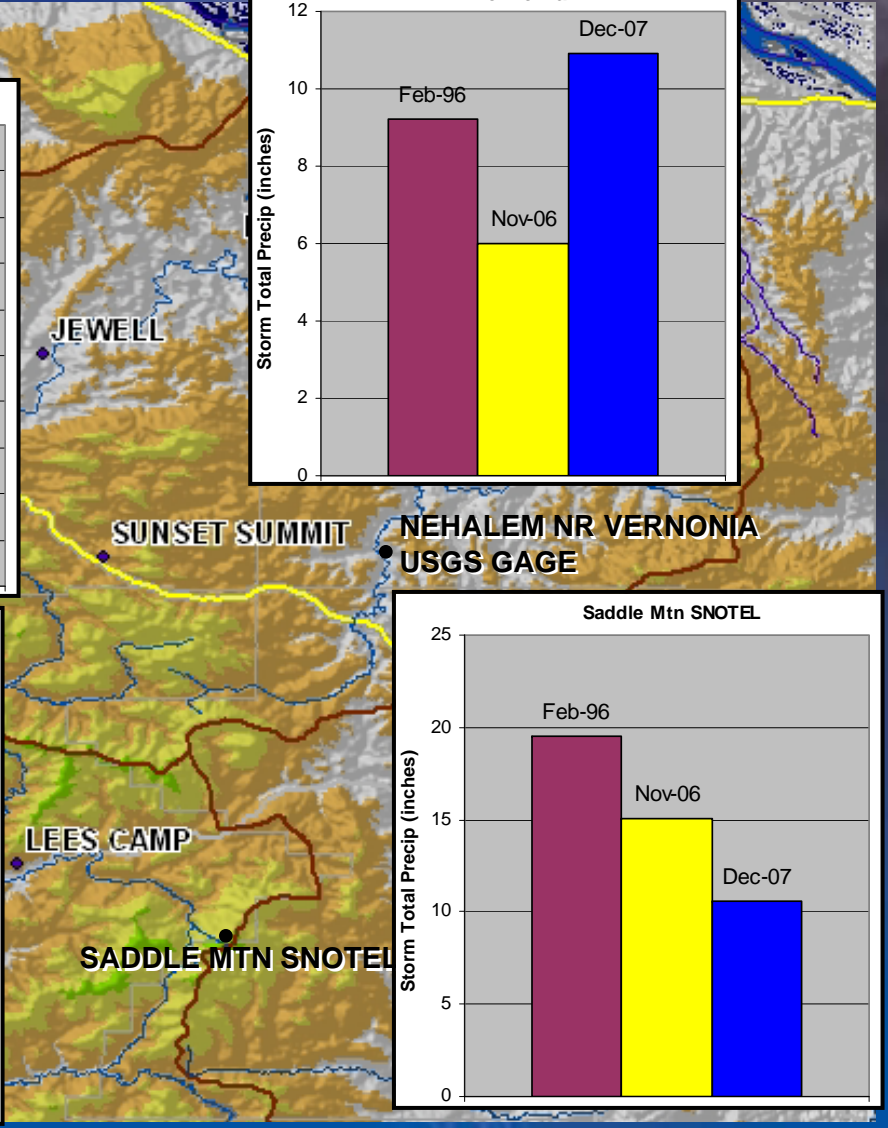 12
10
8
6
4
2
0
Storm Total Precip (inches)
Feb-96
Nov-06
Dec-07
JEWELL
SUNSET SUMMIT
NEHALEM NR VERNONIA
USGS GAGE
Saddle Mtn SNOTEL
25
20
15
10
5
0
Storm Total Precip (inches)
Feb-96
Nov-06
Dec-07
LEES CAMP
SADDLE MTN SNOTEL